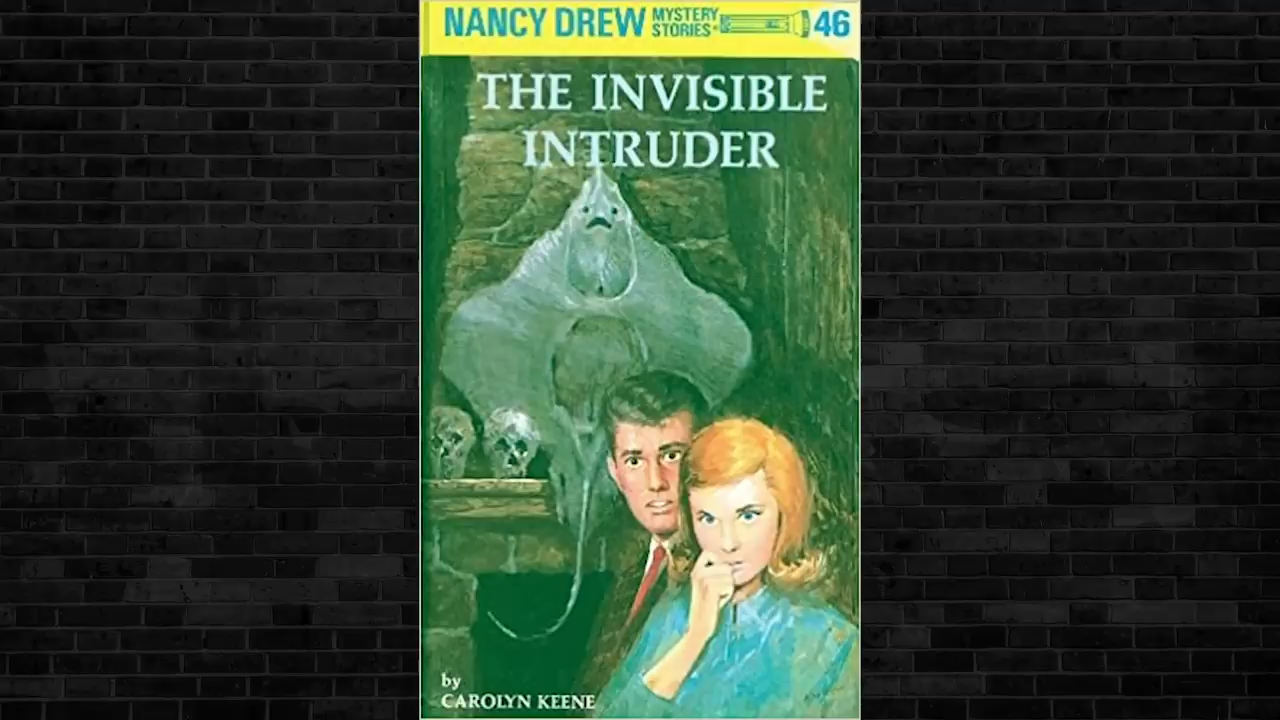 NANCY DREW MYSTERY STORIES 46
THE INVISIBLE
INTRUDER
by
CAROLYN KEENE